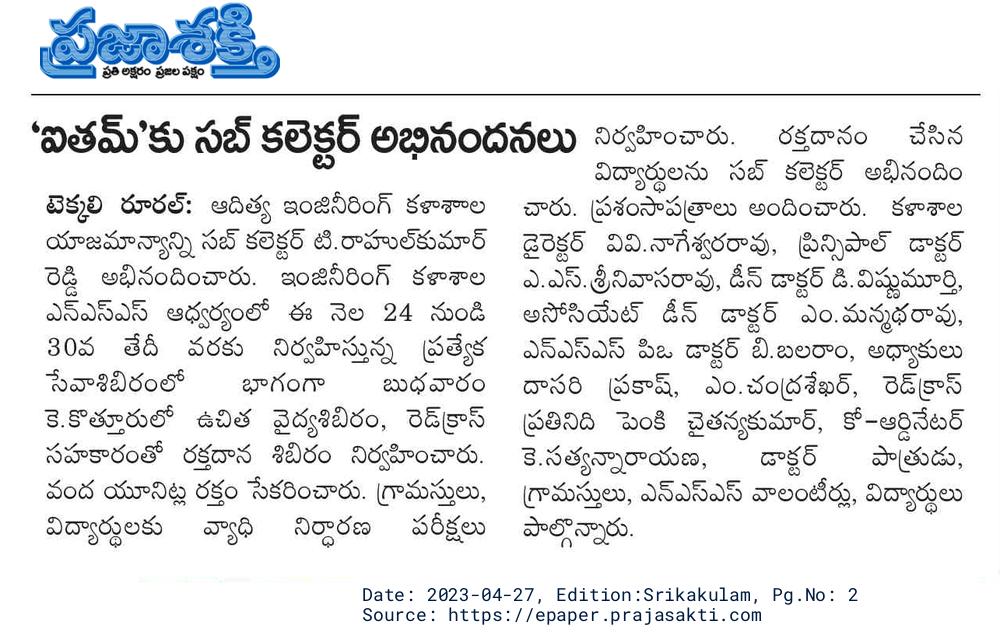 ప్రజాశక్తి
ప్రతి అక్షరం ప్రజల పక్షం
'ఐతమ్'కు సబ్ కలెక్టర్ అభినందనలు
టెక్కలి రూరల్: ఆదిత్య ఇంజినీరింగ్ కళాశాాల
యాజమాన్యాన్ని సబ్ కలెక్టర్ టి.రాహుల్‌కుమార్
రెడ్డి అభినందించారు. ఇంజినీరింగ్ కళాశాల
ఎన్ఎస్ఎస్ ఆధ్వర్యంలో ఈ నెల 24 నుండి
30వ తేదీ వరకు నిర్వహిస్తున్న ప్రత్యేక
సేవాశిబిరంలో భాగంగా బుధవారం
కె.కొత్తూరులో ఉచిత వైద్యశిబిరం, రెడ్‌క్రాస్
సహకారంతో రక్తదాన శిబిరం నిర్వహించారు.
వంద యూనిట్ల రక్తం సేకరించారు. గ్రామస్తులు,
విద్యార్థులకు వ్యాధి నిర్ధారణ పరీక్షలు
నిర్వహించారు. రక్తదానం చేసిన
విద్యార్థులను సబ్ కలెక్టర్ అభినందిం
చారు. ప్రశంసాపత్రాలు అందించారు. కళాశాల
డైరెక్టర్ వివి.నాగేశ్వరరావు, ప్రిన్సిపాల్ డాక్టర్
ఎ.ఎస్.శ్రీనివాసరావు, డీన్ డాక్టర్ డి.విష్ణుమూర్తి,
అసోసియేట్ డీన్ డాక్టర్ ఎం.మన్మథరావు,
ఎన్ఎస్ఎస్ పిఒ డాక్టర్ బి.బలరాం, అధ్యాకులు
దాసరి ప్రకాష్, ఎం.చంద్రశేఖర్, రెడ్‌క్రాస్
ప్రతినిది పెంకి చైతన్యకుమార్, కో-ఆర్డినేటర్
కె.సత్యన్నారాయణ, డాక్టర్ పాత్రుడు,
గ్రామస్తులు, ఎన్ఎస్ఎస్ వాలంటీర్లు, విద్యార్థులు
పాల్గొన్నారు.
Date: 2023-04-27, Edition:Srikakulam, Pg.No: 2
Source: https://epaper.prajasakti.com